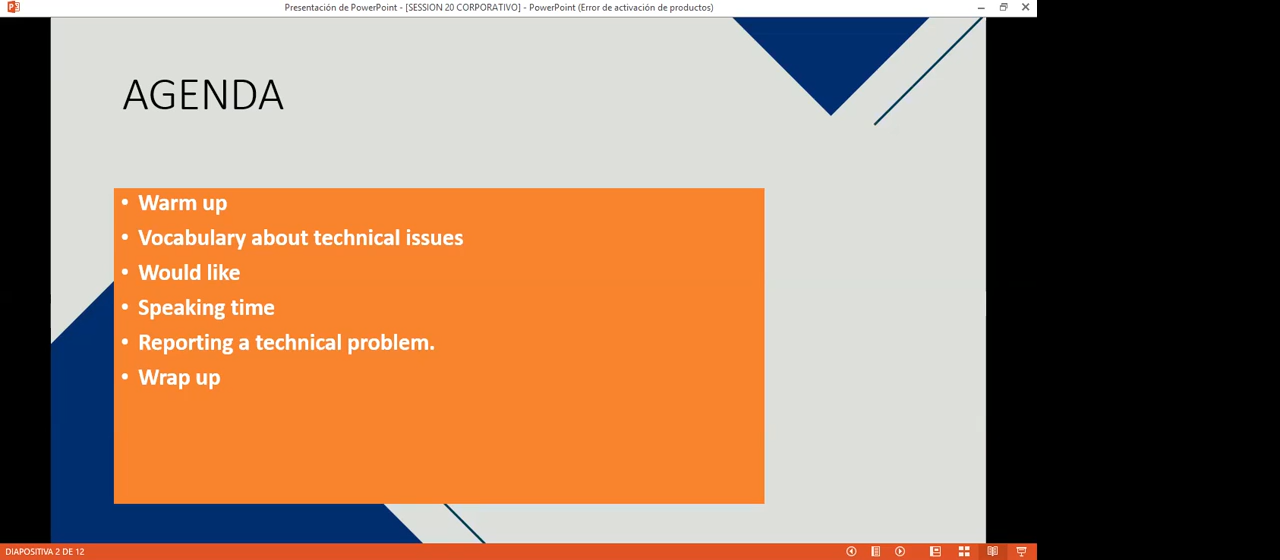 Presentación de PowerPoint - [SESSION 20 CORPORATIVO] - PowerPoint (Error de activación de productos)
AGENDA
• Warm up
• Vocabulary about technical issues
• Would like
• Speaking time
• Reporting a technical problem.
• Wrap up
DIAPOSITIVA 2 DE 12